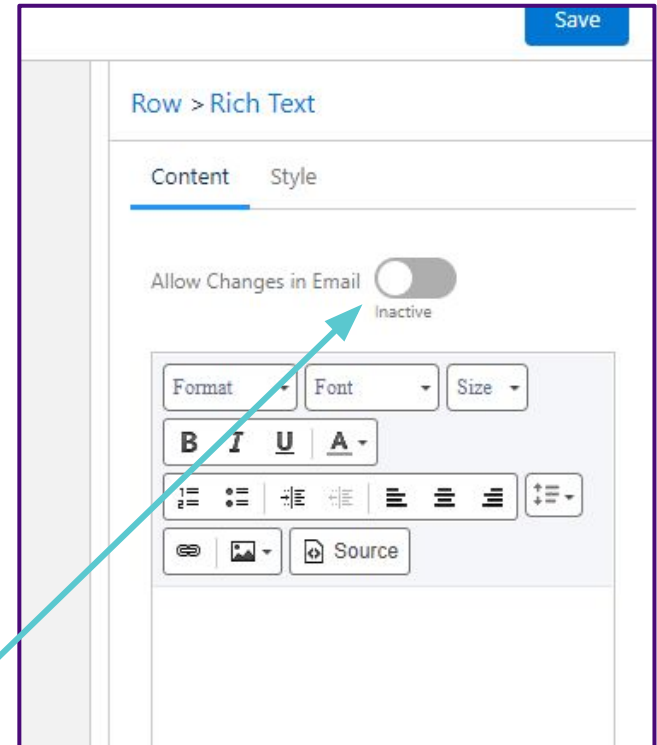 Save
Row > Rich Text
Content Style
Allow Changes in Email
Inactive
Format Font Size
B I U A
Source